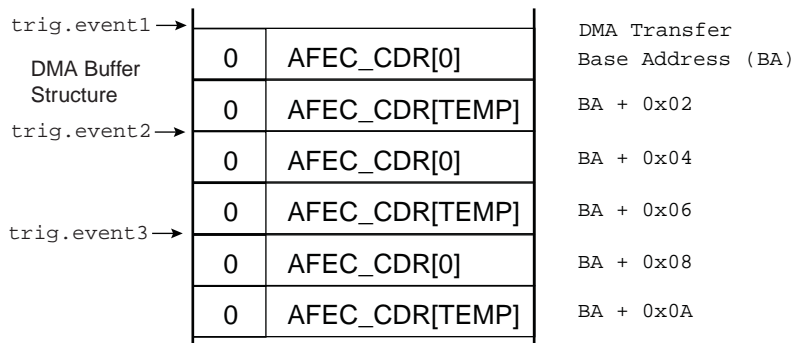 trig.event1
DMA Transfer
Base Address (BA)
DMA Buffer
Structure
0 AFEC_CDR[0]
0 AFEC_CDR[TEMP] BA + 0x02
trig.event2
0 AFEC_CDR[0] BA + 0x04
0 AFEC_CDR[TEMP] BA + 0x06
trig.event3
0 AFEC_CDR[0] BA + 0x08
0 AFEC_CDR[TEMP] BA + 0x0A